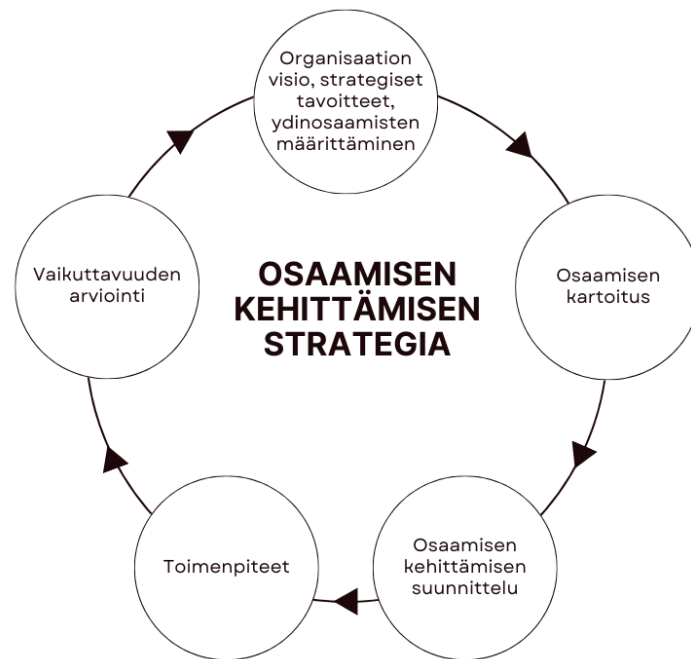 Organisaation
visio, strategiset
tavoitteet,
ydinosaamisten
määrittäminen
Vaikuttavuuden
arviointi
OSAAMISEN
KEHITTÄMISEN
STRATEGIA
Osaamisen
kartoitus
Toimenpiteet
Osaamisen
kehittämisen
suunnittelu